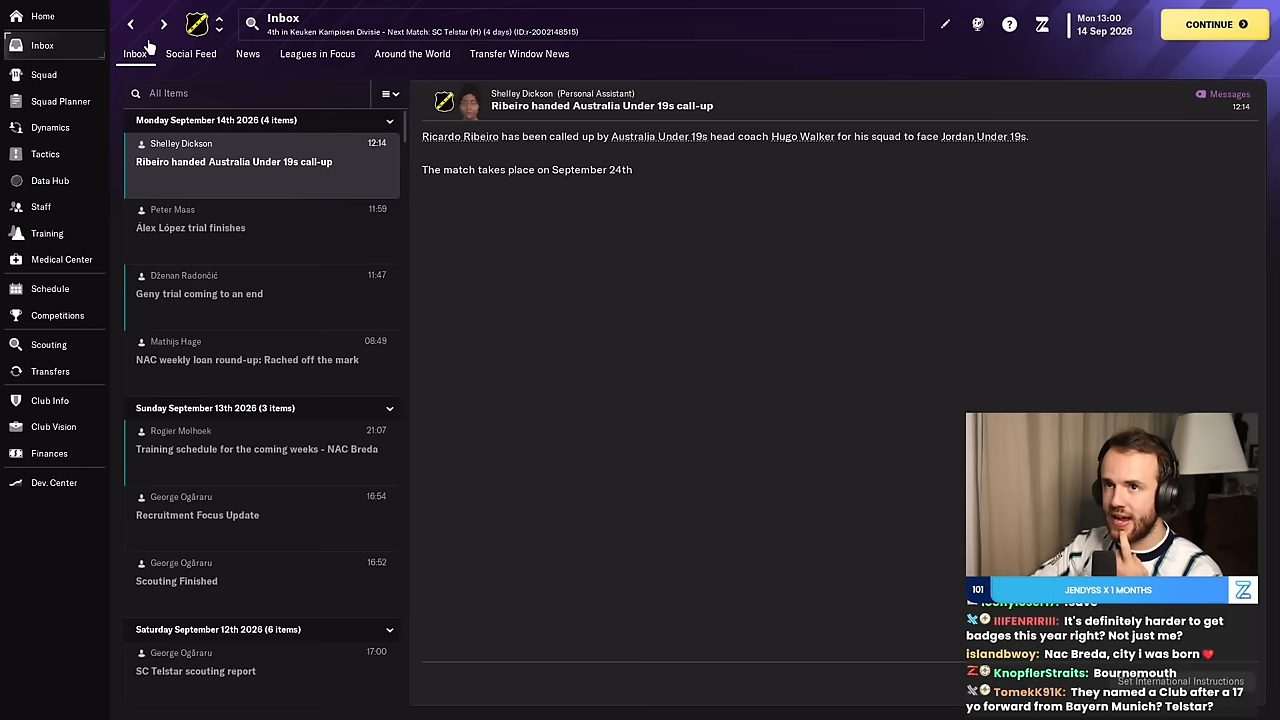 Home
Inbox
Squad
Squad Planner
Dynamics
Tactics
Data Hub
Staff
Training
Medical Center
Schedule
Competitions
Scouting
Transfers
Club Info
Club Vision
Finances
Dev. Center
Inbox
4th in Keuken Kampioen Divisie - Next Match: SC Telstar (H) (4 days) (ID:r-2002148515)
Mon 13:00
14 Sep 2026
CONTINUE
Inbox
Social Feed
News
Leagues in Focus
Around the World
Transfer Window News
All Items
Monday September 14th 2026 (4 items)
Shelley Dickson 12:14
Ribeiro handed Australia Under 19s call-up
Peter Maas 11:59
Álex López trial finishes
Dženan Radončić 11:47
Geny trial coming to an end
Mathijs Hage 08:49
NAC weekly loan round-up: Rached off the mark
Sunday September 13th 2026 (3 items)
Rogier Molhoek 21:07
Training schedule for the coming weeks - NAC Breda
George Ogăraru 16:54
Recruitment Focus Update
George Ogăraru 16:52
Scouting Finished
Saturday September 12th 2026 (6 items)
George Ogăraru 17:00
SC Telstar scouting report
Shelley Dickson (Personal Assistant)
Ribeiro handed Australia Under 19s call-up
Messages
12:14
Ricardo Ribeiro has been called up by Australia Under 19s head coach Hugo Walker for his squad to face Jordan Under 19s.
The match takes place on September 24th
101 JENDYSS X 1 MONTHS
IIIFENRIRIII: It's definitely harder to get
badges this year right? Not just me?
islandbwoy: Nac Breda, city i was born
KnopflerStraits: Bournemouth
Set International Instructions
TomekK91K: They named a Club after a 17
yo forward from Bayern Munich? Telstar?